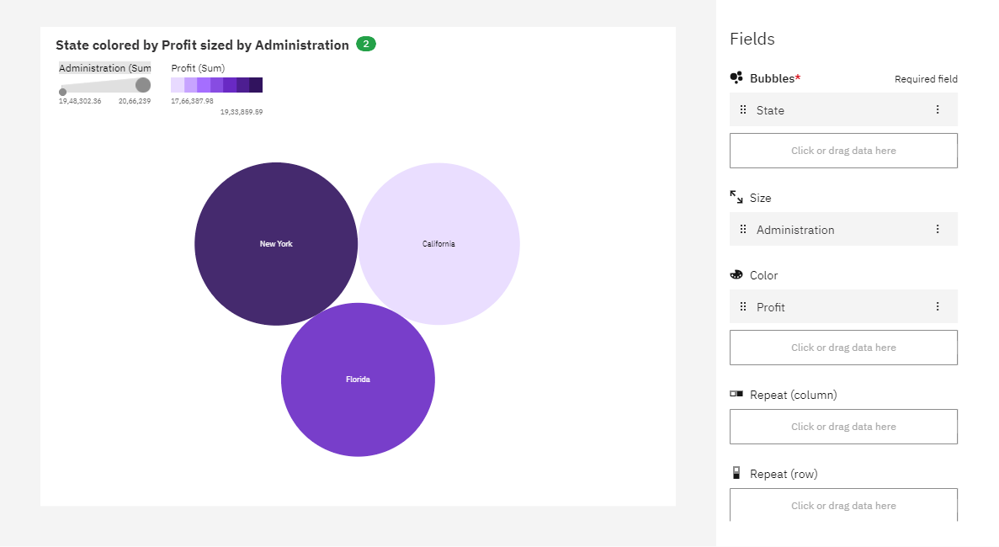 State colored by Profit sized by Administration 2
Administration (Sum
19,48,302.36 20,66,239
Profit (Sum)
17,66,387.98
19,33,859.59
New York
California
Florida
Fields
Bubbles* Required field
State
Click or drag data here
Size
Administration
Color
Profit
Click or drag data here
Repeat (column)
Click or drag data here
Repeat (row)
Click or drag data here